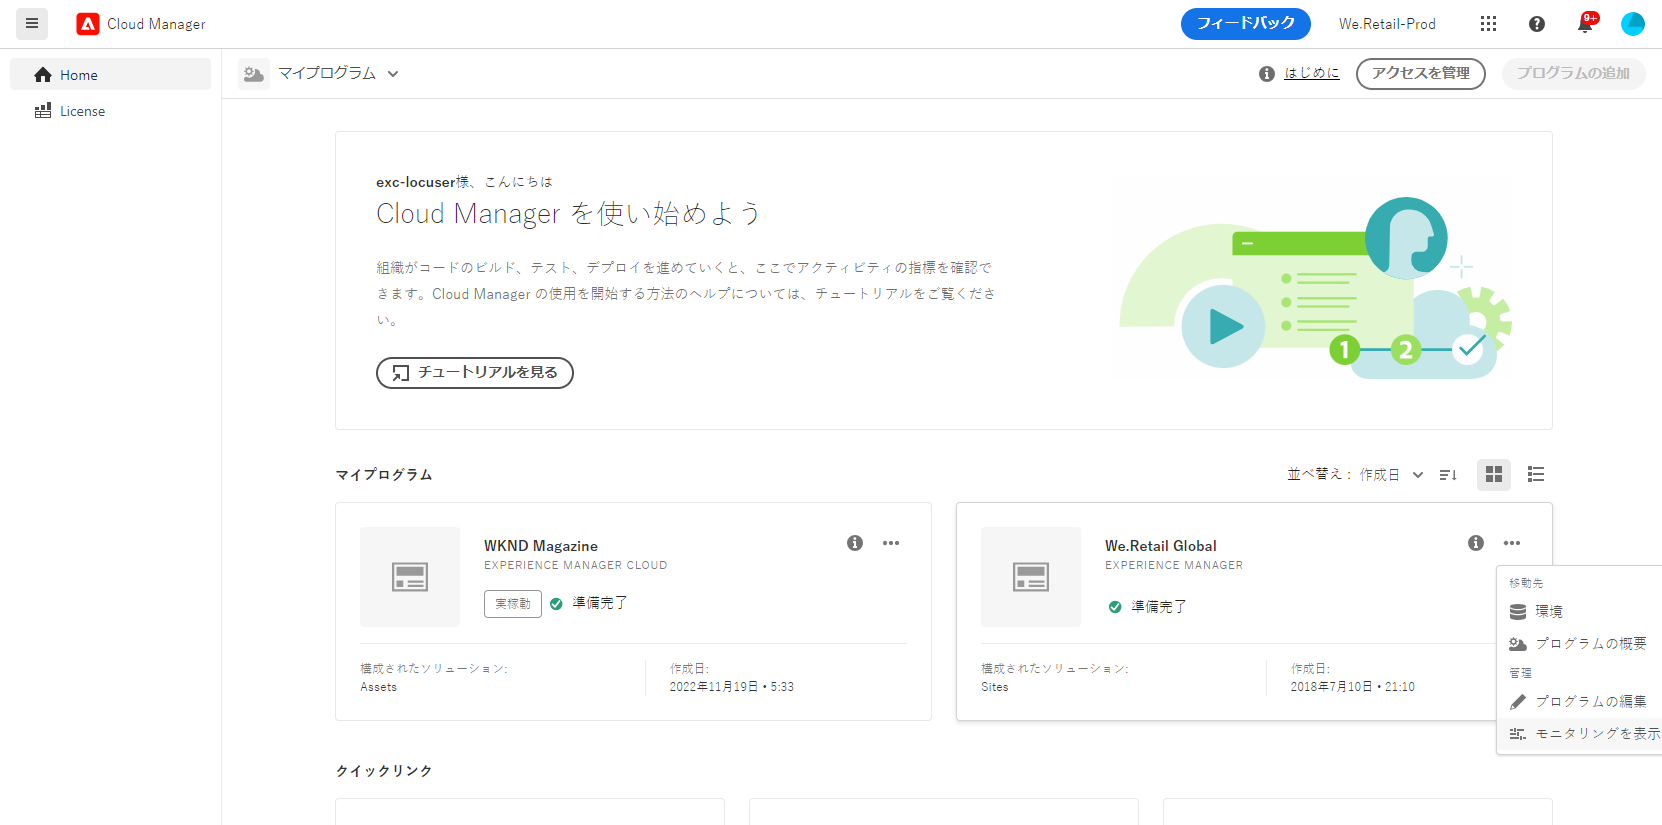 Cloud Manager
フィードバック
We.Retail-Prod
9+
Home
License
マイプログラム
はじめに
アクセスを管理
プログラムの追加
exc-locuser様、こんにちは
Cloud Manager を使い始めよう
組織がコードのビルド、テスト、デプロイを進めていくと、ここでアクティビティの指標を確認で
きます。Cloud Manager の使用を開始する方法のヘルプについては、チュートリアルをご覧くださ
い。
チュートリアルを見る
1
2
マイプログラム
並べ替え： 作成日
WKND Magazine
EXPERIENCE MANAGER CLOUD
実稼動
準備完了
構成されたソリューション:
Assets
作成日:
2022年11月19日 • 5:33
We.Retail Global
EXPERIENCE MANAGER
準備完了
構成されたソリューション:
Sites
作成日:
2018年7月10日 • 21:10
移動先
環境
プログラムの概要
管理
プログラムの編集
モニタリングを表示
クイックリンク